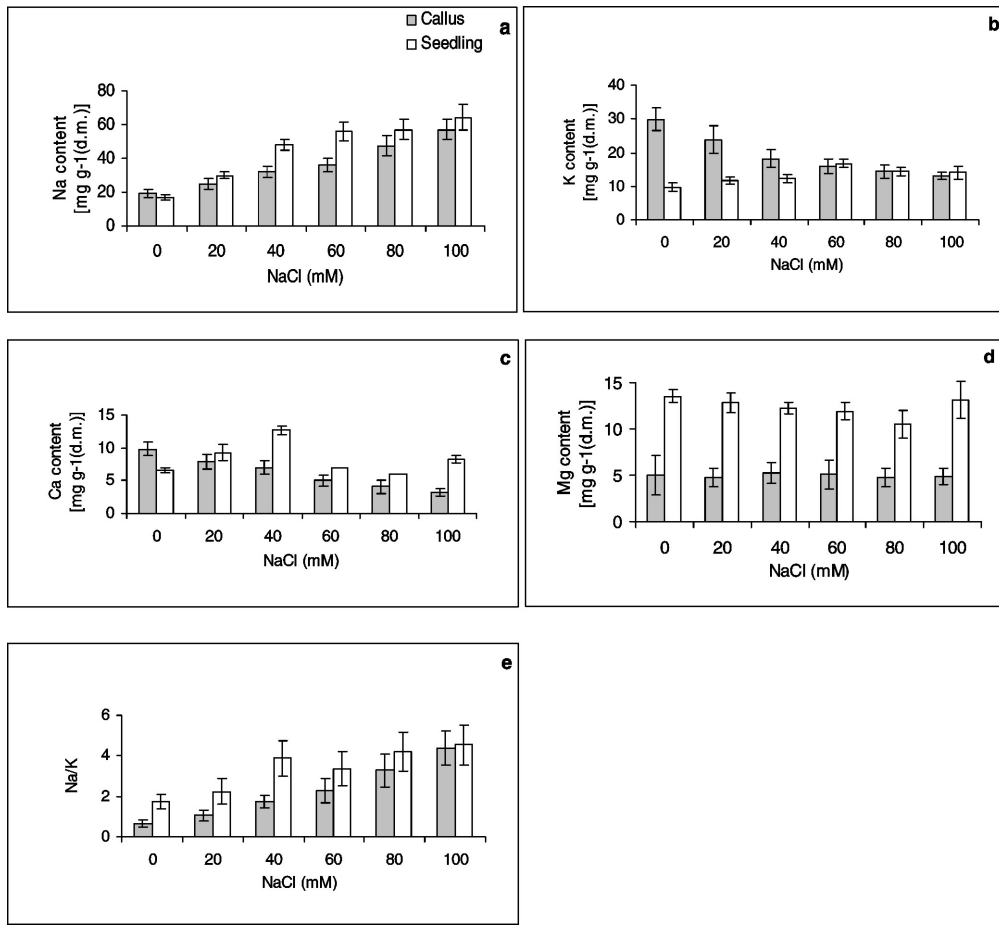 Callus
Seedling
a
Na content
[mg g-1(d.m.)]
80
60
40
20
0
0 20 40 60 80 100
NaCl (mM)
b
K content
[mg g-1(d.m.)]
40
30
20
10
0
0 20 40 60 80 100
NaCl (mM)
c
Ca content
[mg g-1(d.m.)]
15
10
5
0
0 20 40 60 80 100
NaCl (mM)
d
Mg content
[mg g-1(d.m.)]
15
10
5
0
0 20 40 60 80 100
NaCl (mM)
e
Na/K
6
4
2
0
0 20 40 60 80 100
NaCl (mM)